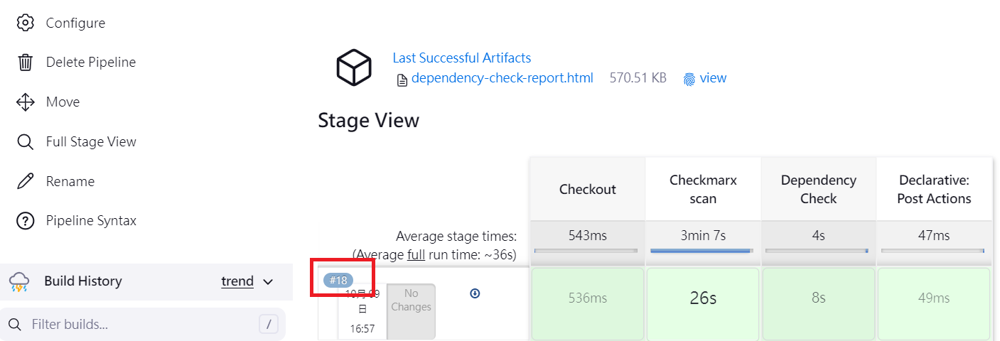 Configure
Delete Pipeline
Move
Full Stage View
Rename
Pipeline Syntax
Build History trend
Filter builds... /
Last Successful Artifacts
dependency-check-report.html 570.51 KB view
Stage View
Checkout
Checkmarx
scan
Dependency
Check
Declarative:
Post Actions
Average stage times:
(Average full run time: ~36s)
543ms
3min 7s
4s
47ms
#18
10月 09
日
16:57
No
Changes
536ms
26s
8s
49ms